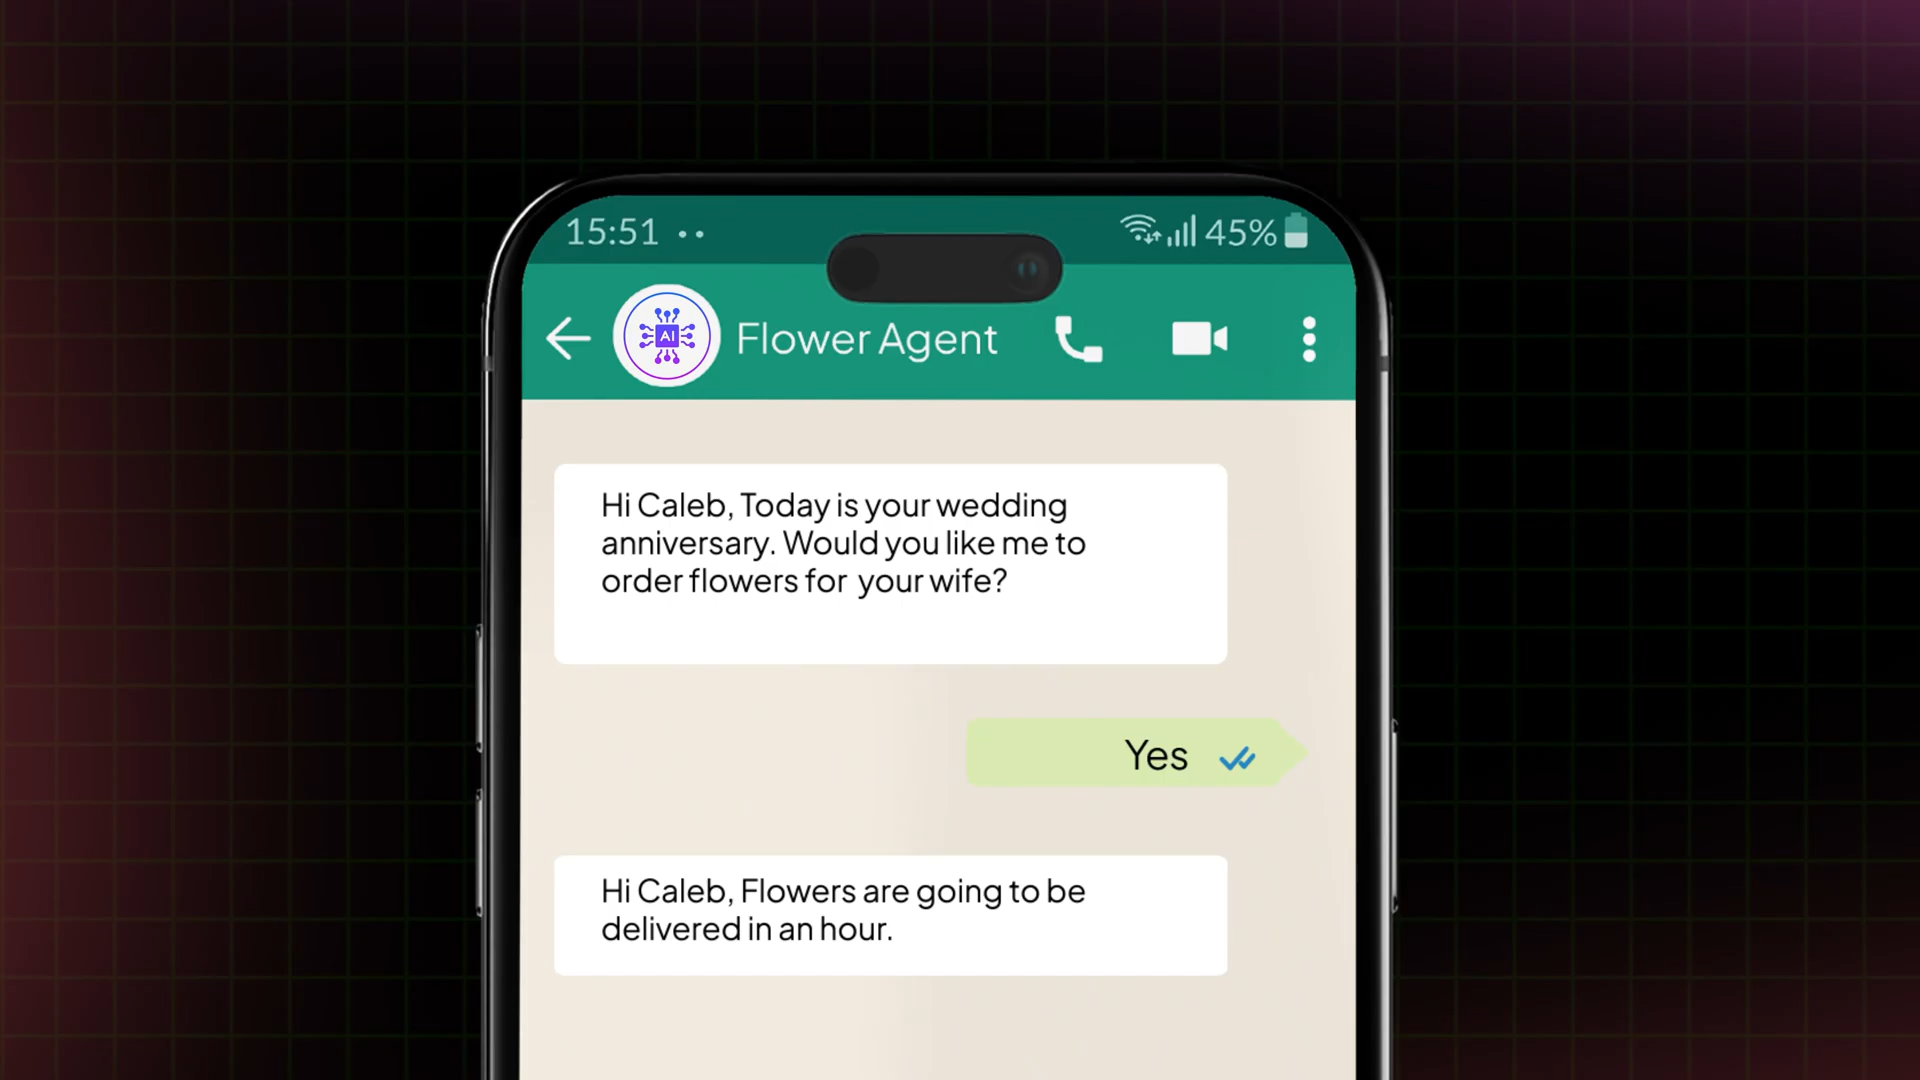 15:51
45%
AI
Flower Agent
Hi Caleb, Today is your wedding
anniversary. Would you like me to
order flowers for your wife?
Yes
Hi Caleb, Flowers are going to be
delivered in an hour.